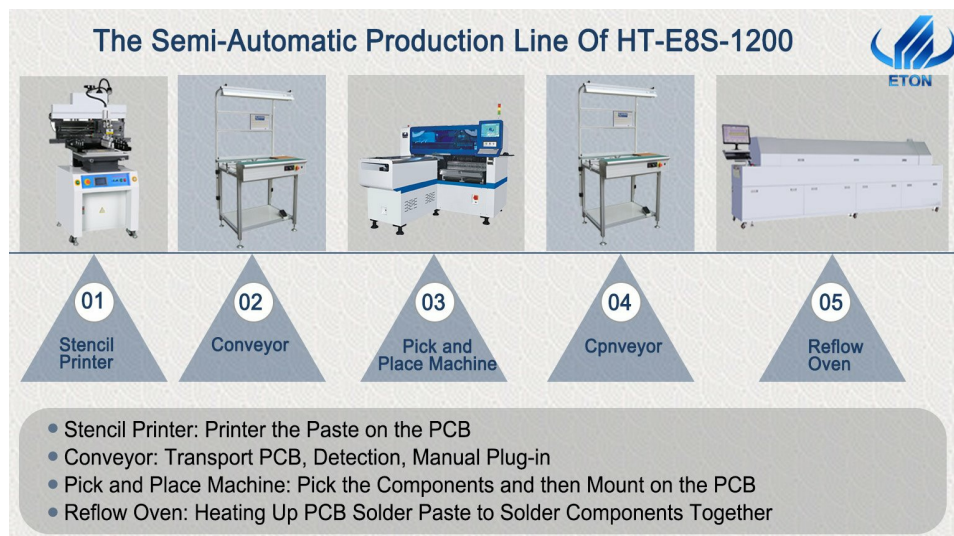 The Semi-Automatic Production Line Of HT-E8S-1200
ETON
01
Stencil
Printer
02
Conveyor
03
Pick and
Place Machine
04
Cpnveyor
05
Reflow
Oven
Stencil Printer: Printer the Paste on the PCB
Conveyor: Transport PCB, Detection, Manual Plug-in
Pick and Place Machine: Pick the Components and then Mount on the PCB
Reflow Oven: Heating Up PCB Solder Paste to Solder Components Together